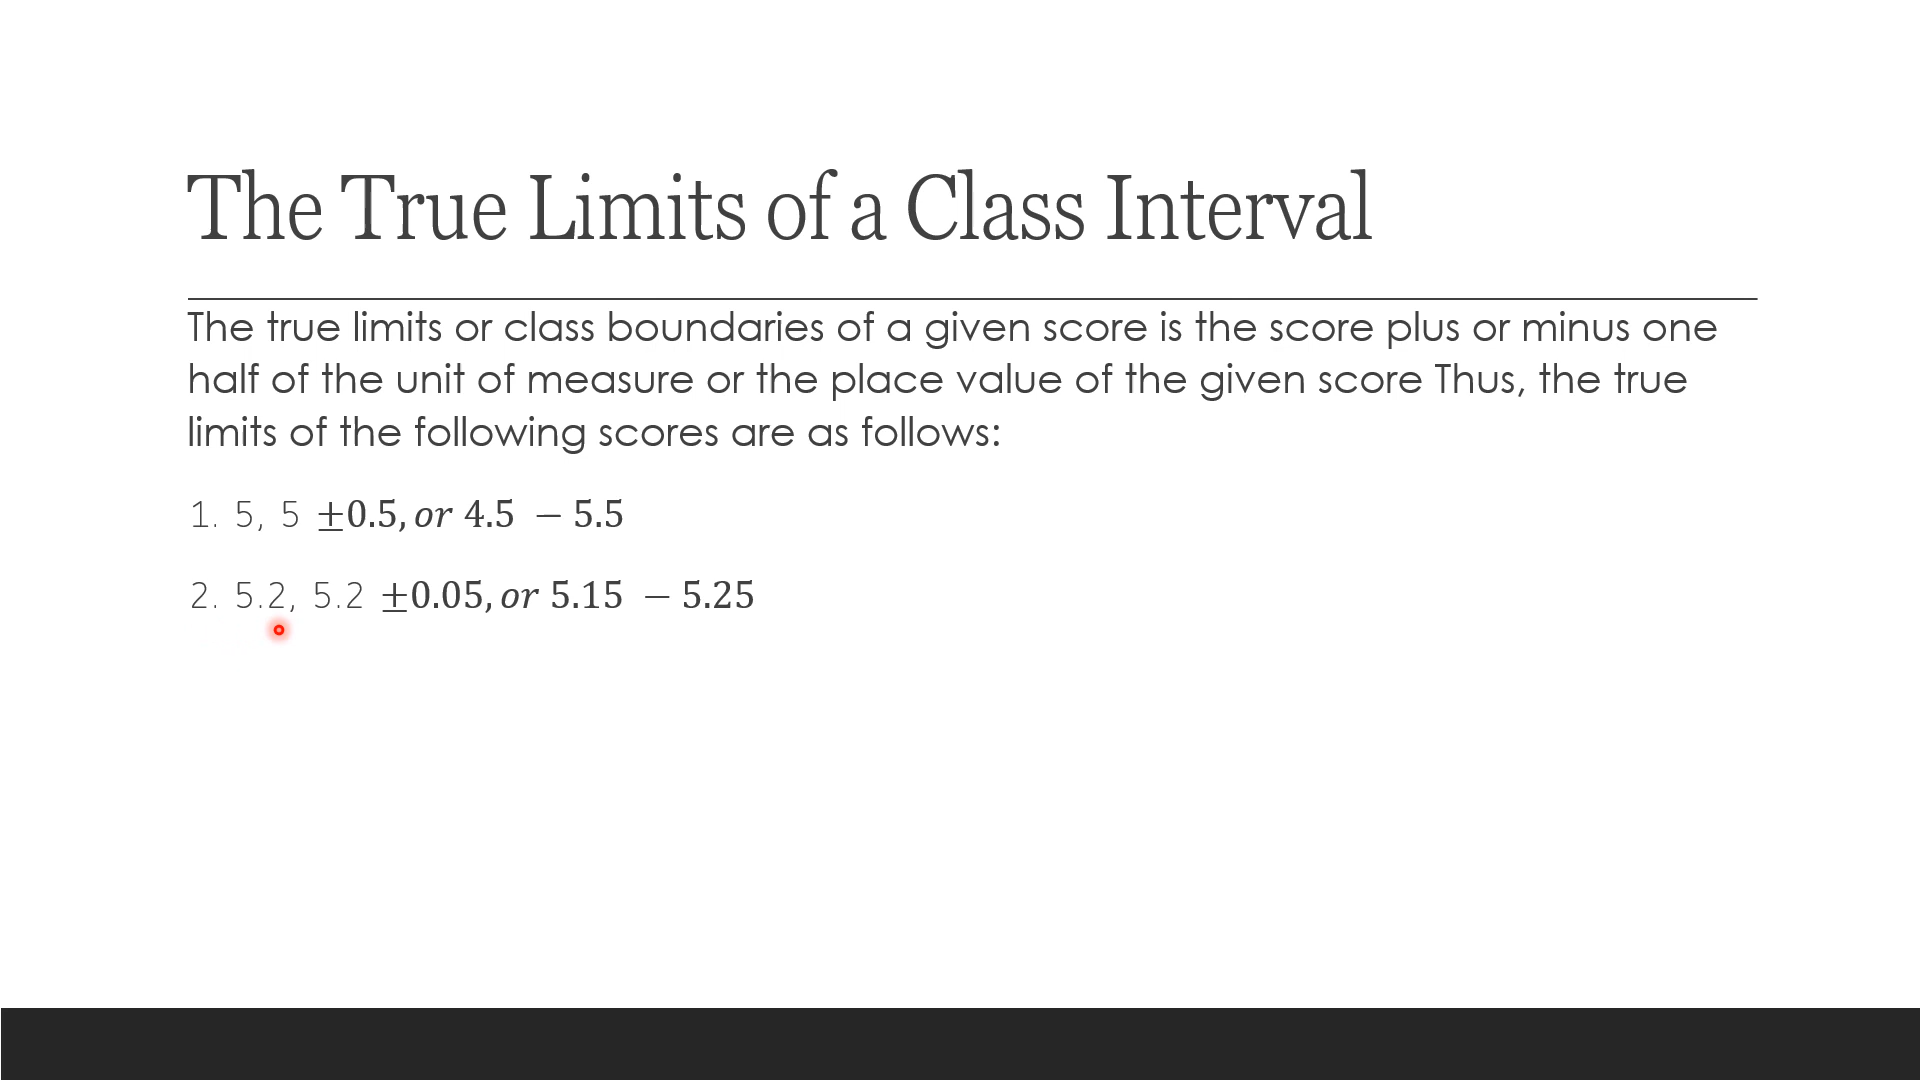 The True Limits of a Class Interval
The true limits or class boundaries of a given score is the score plus or minus one
half of the unit of measure or the place value of the given score Thus, the true
limits of the following scores are as follows:
1. 5, 5 ±0.5, or 4.5 − 5.5
2. 5.2, 5.2 ±0.05, or 5.15 − 5.25